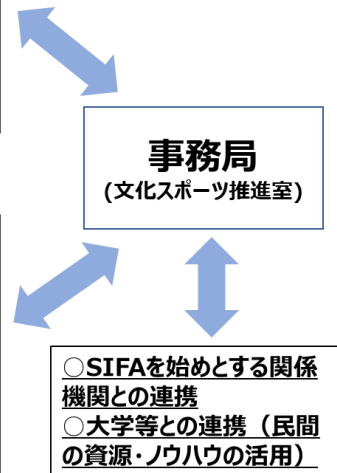 事務局
(文化スポーツ推進室)
○SIFAを始めとする関係
機関との連携
○大学等との連携（民間
の資源・ノウハウの活用）